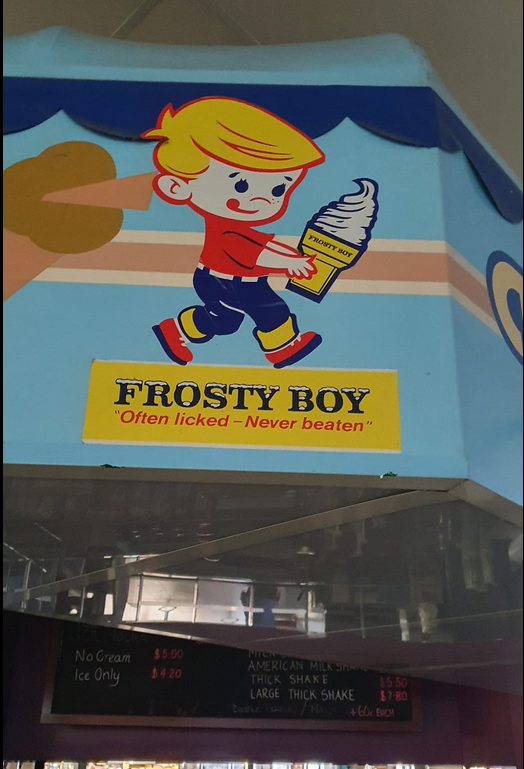 FROSTY BOY
FROSTY BOY
"Often licked – Never beaten"
No Cream $5.00
Ice Only $4.20
AMERICAN MILK
THICK SHAKE $5.50
LARGE THICK SHAKE $7.80
+60c EACH